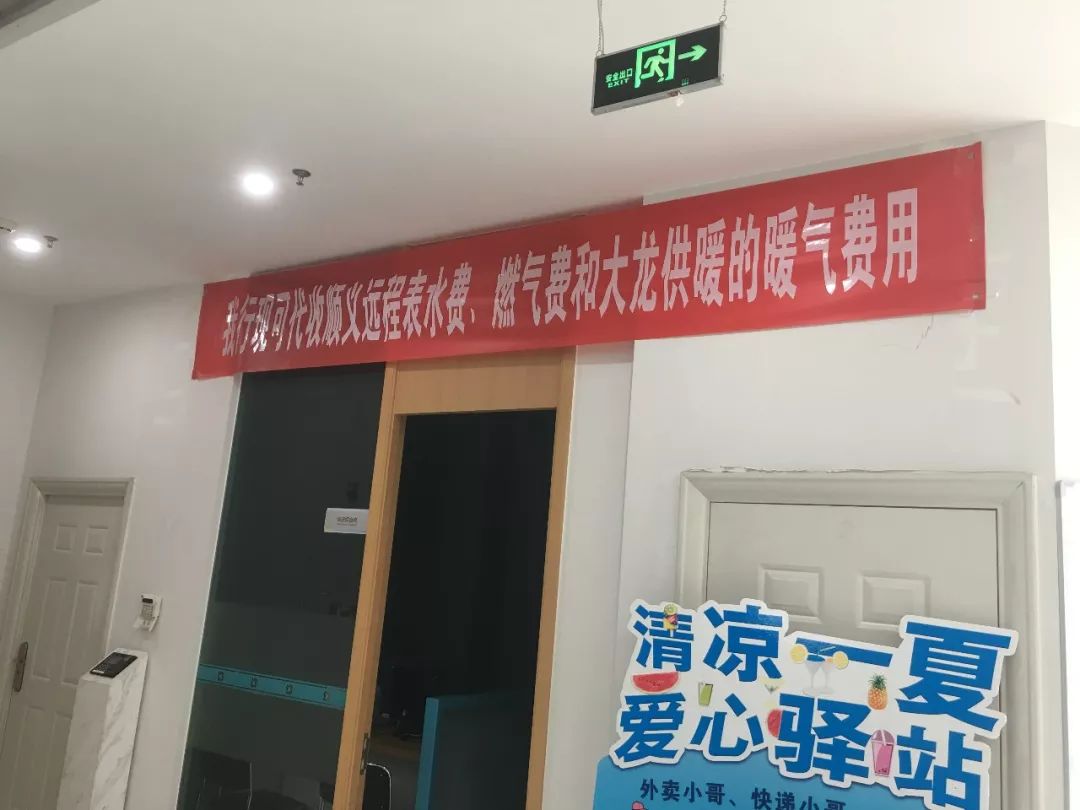 安全出口
EXIT
我行现可代收顺义远程表水费、燃气费和大龙供暖的暖气费用
清凉一夏
爱心驿站
外卖小哥、快递小哥